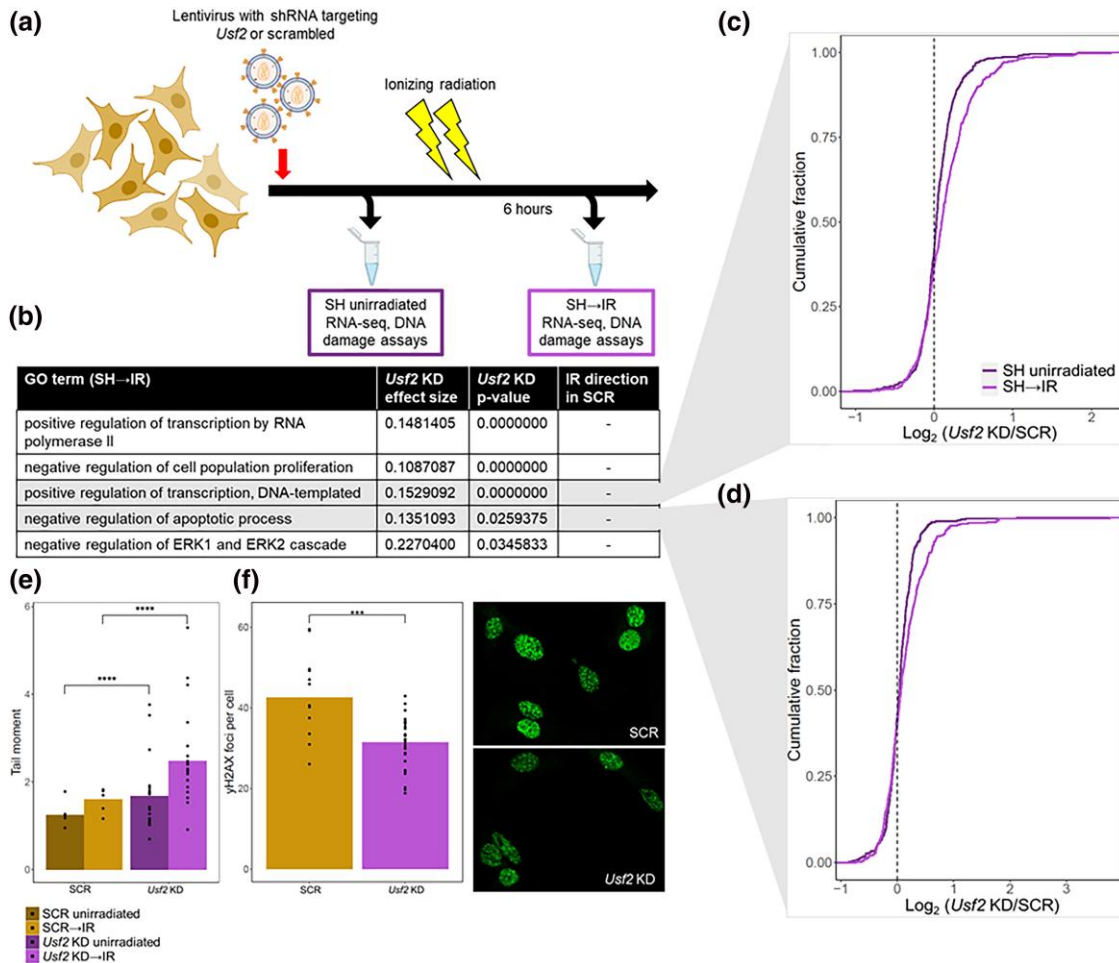 (a)
Lentivirus with shRNA targeting
Usf2 or scrambled
Ionizing radiation
6 hours
SH unirradiated
RNA-seq, DNA
damage assays
SH→IR
RNA-seq, DNA
damage assays
(b)
GO term (SH→IR) Usf2 KD effect size Usf2 KD p-value IR direction in SCR
positive regulation of transcription by RNA polymerase II 0.1481405 0.0000000 -
negative regulation of cell population proliferation 0.1087087 0.0000000 -
positive regulation of transcription, DNA-templated 0.1529092 0.0000000 -
negative regulation of apoptotic process 0.1351093 0.0259375 -
negative regulation of ERK1 and ERK2 cascade 0.2270400 0.0345833 -
(c)
Cumulative fraction
1.00
0.75
0.50
0.25
0.00
SH unirradiated
SH→IR
-1 0 1 2
Log2 (Usf2 KD/SCR)
(d)
Cumulative fraction
1.00
0.75
0.50
0.25
0.00
-1 0 1 2 3
Log2 (Usf2 KD/SCR)
(e)
Tail moment
6
4
2
0
****
****
SCR Usf2 KD
SCR unirradiated
SCR→IR
Usf2 KD unirradiated
Usf2 KD→IR
(f)
γH2AX foci per cell
60
40
20
0
***
SCR Usf2 KD
SCR
Usf2 KD